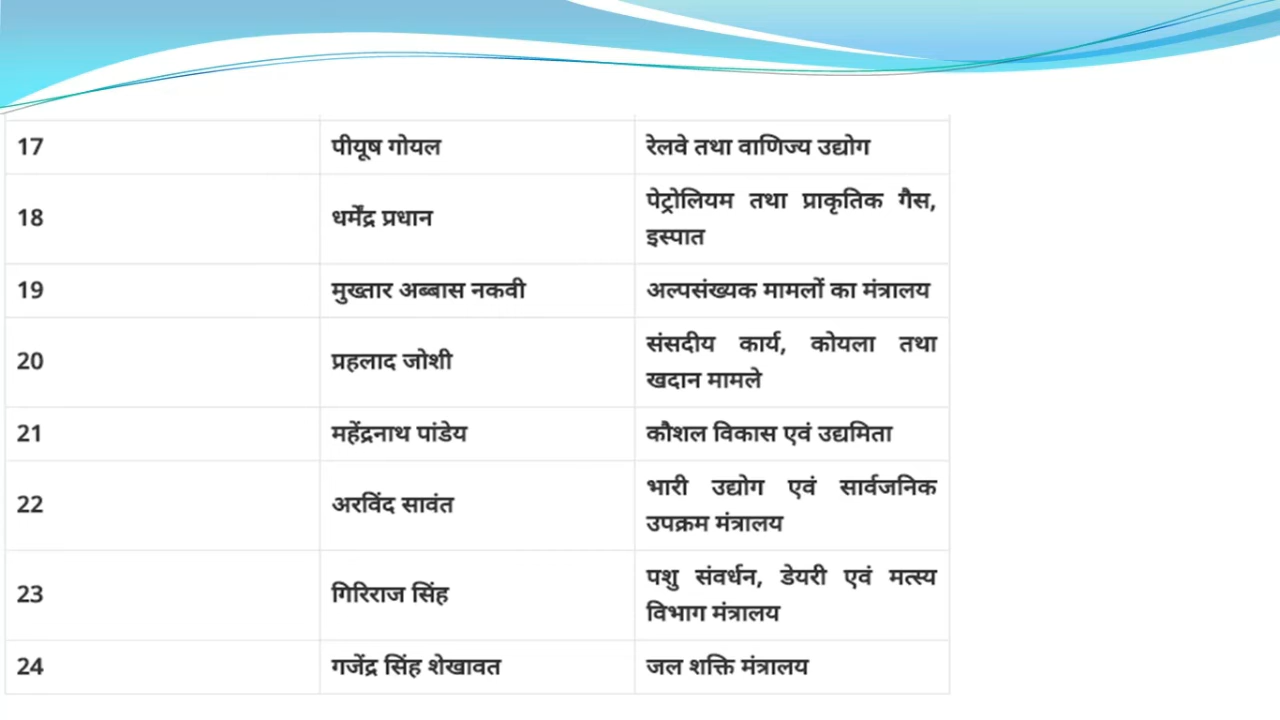 17 पीयूष गोयल रेलवे तथा वाणिज्य उद्योग
18 धर्मेंद्र प्रधान पेट्रोलियम तथा प्राकृतिक गैस,
इस्पात
19 मुख्तार अब्बास नकवी अल्पसंख्यक मामलों का मंत्रालय
20 प्रहलाद जोशी संसदीय कार्य, कोयला तथा
खदान मामले
21 महेंद्रनाथ पांडेय कौशल विकास एवं उद्यमिता
22 अरविंद सावंत भारी उद्योग एवं सार्वजनिक
उपक्रम मंत्रालय
23 गिरिराज सिंह पशु संवर्धन, डेयरी एवं मत्स्य
विभाग मंत्रालय
24 गजेंद्र सिंह शेखावत जल शक्ति मंत्रालय